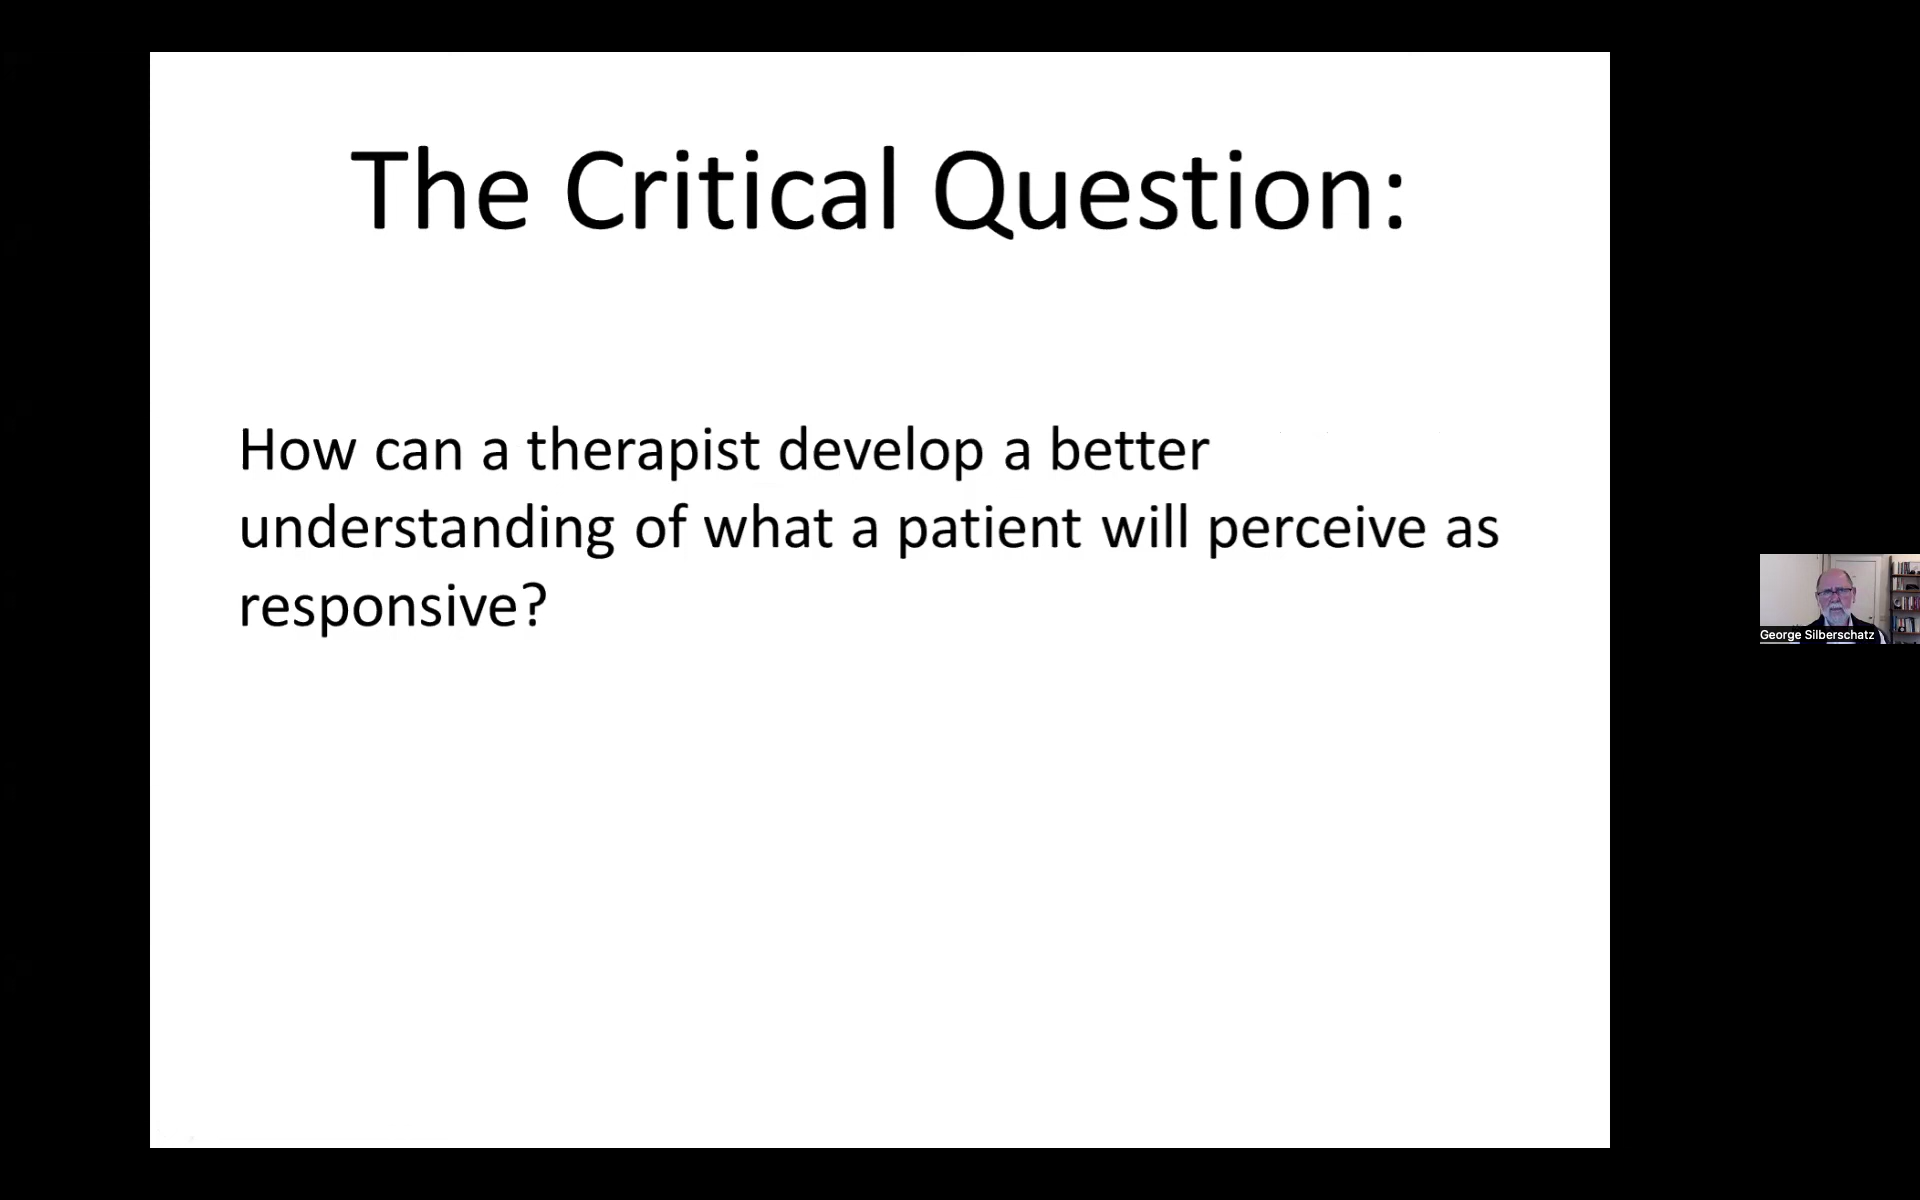 The Critical Question:
How can a therapist develop a better
understanding of what a patient will perceive as
responsive?
George Silberschatz